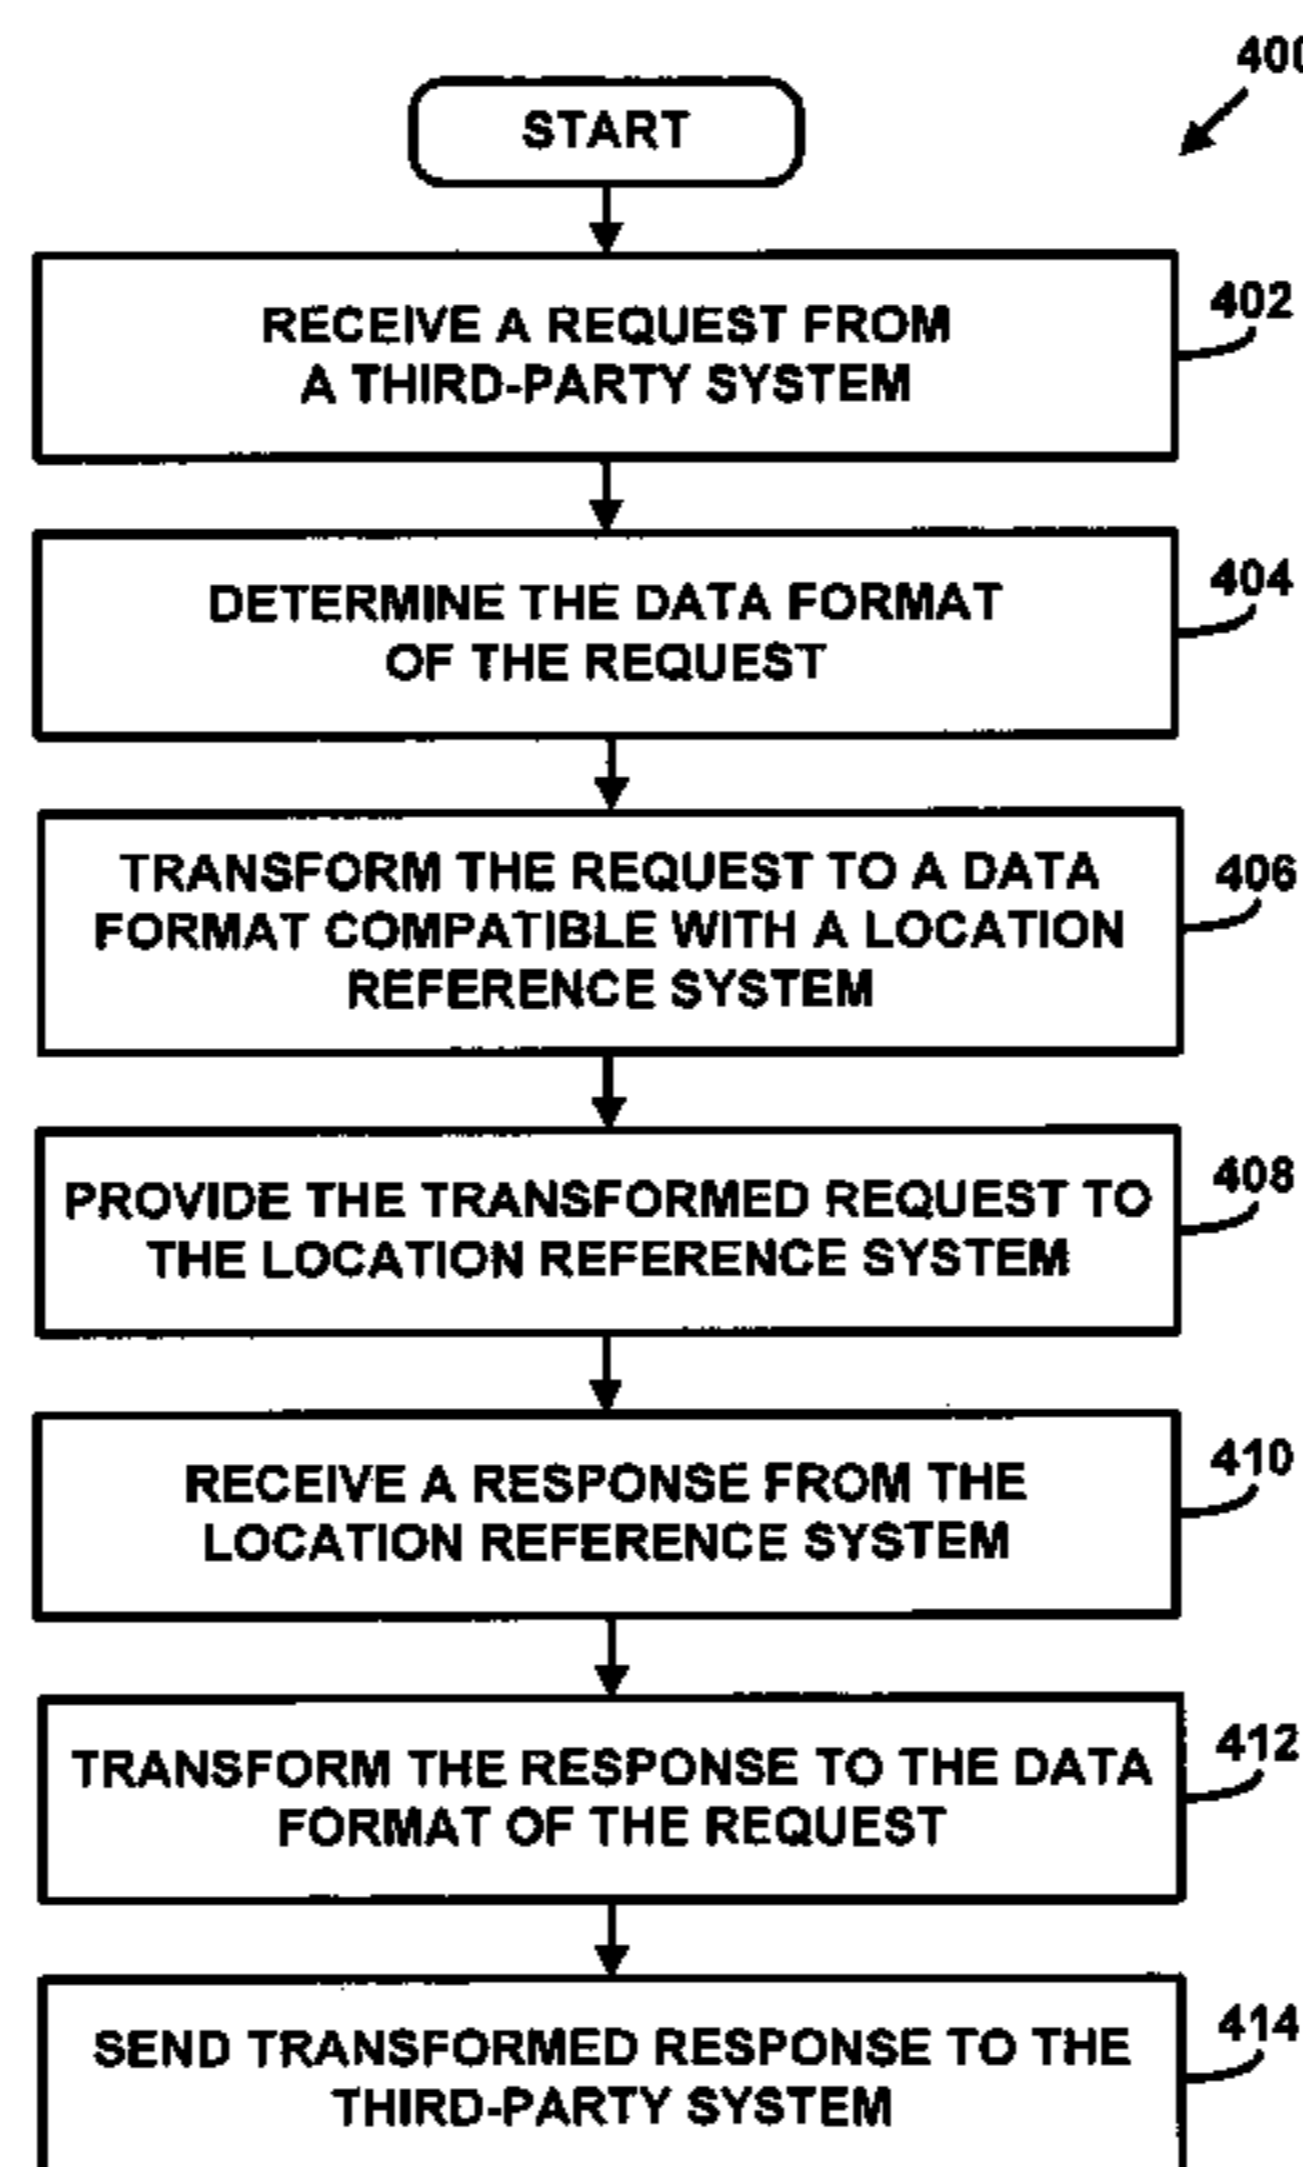 400
START
RECEIVE A REQUEST FROM
A THIRD-PARTY SYSTEM
402
DETERMINE THE DATA FORMAT
OF THE REQUEST
404
TRANSFORM THE REQUEST TO A DATA
FORMAT COMPATIBLE WITH A LOCATION
REFERENCE SYSTEM
406
PROVIDE THE TRANSFORMED REQUEST TO
THE LOCATION REFERENCE SYSTEM
408
RECEIVE A RESPONSE FROM THE
LOCATION REFERENCE SYSTEM
410
TRANSFORM THE RESPONSE TO THE DATA
FORMAT OF THE REQUEST
412
SEND TRANSFORMED RESPONSE TO THE
THIRD-PARTY SYSTEM
414